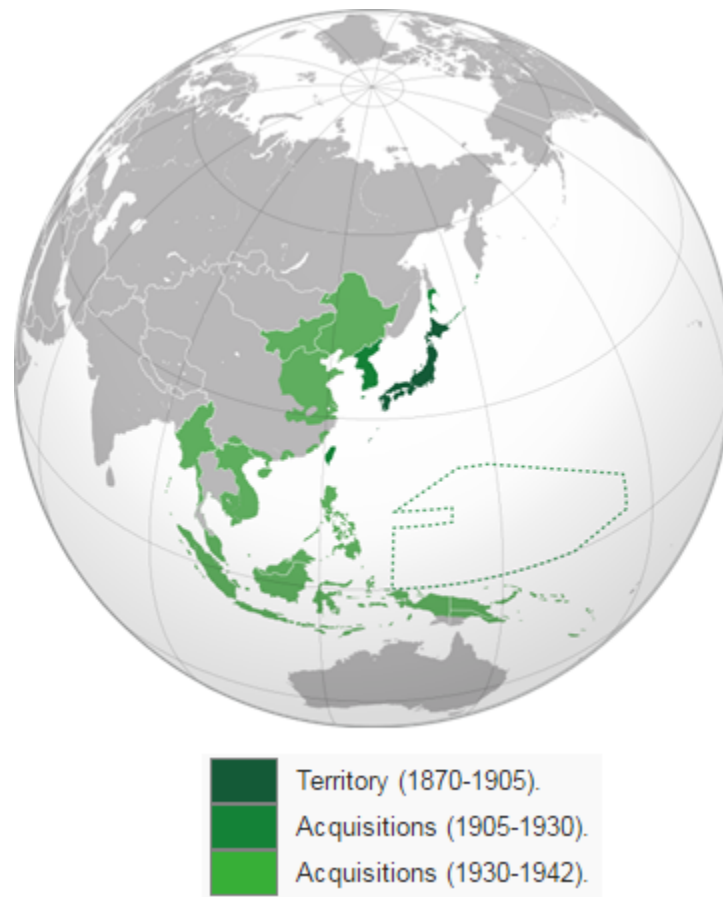 Territory (1870-1905).
Acquisitions (1905-1930).
Acquisitions (1930-1942).